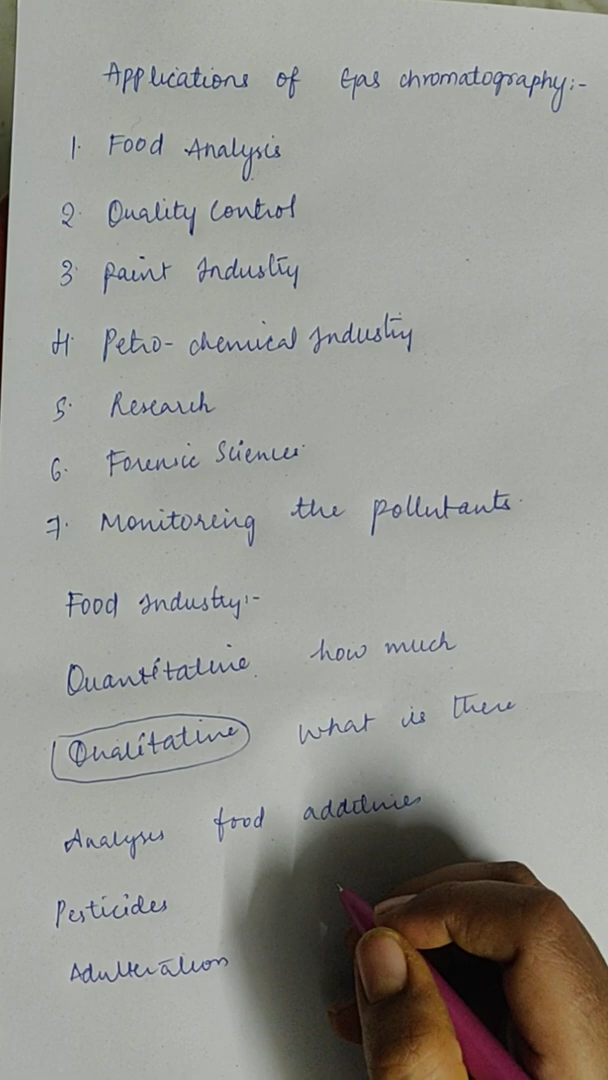 Applications of Gas chromatography:-
1. Food Analysis
2. Quality Control
3. paint Industry
4. Petro-chemical Industry
5. Research
6. Forensic Sciences.
7. Monitoreing the pollutants.
Food Industry:-
Quantitative how much
Qualitative what is there
Analyses food additives
Pesticides
Adulteration